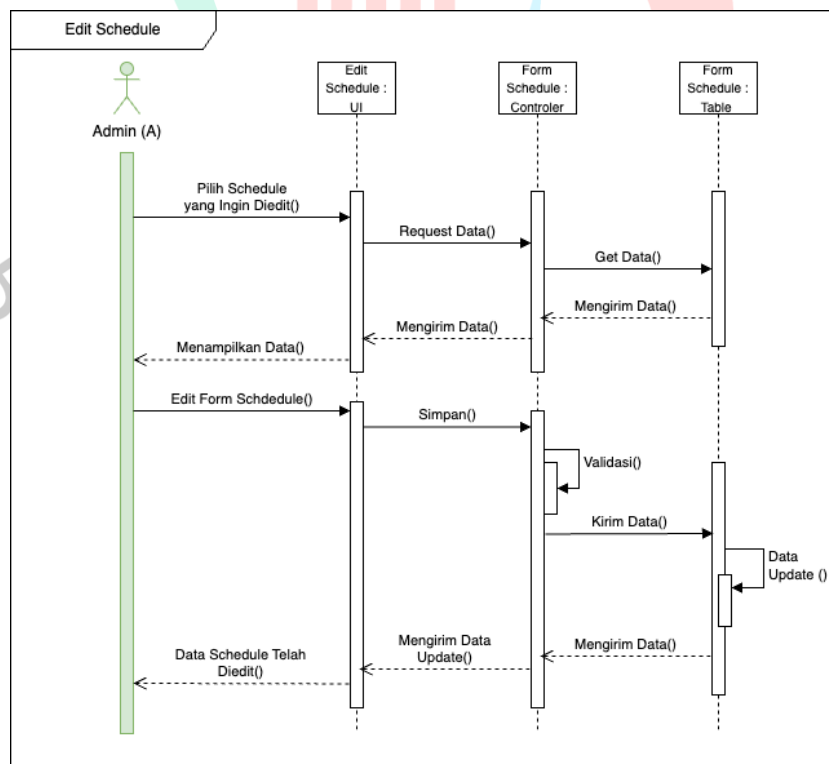 Edit Schedule
Admin (A)
Edit
Schedule :
UI
Form
Schedule :
Controler
Form
Schedule :
Table
Pilih Schedule
yang Ingin Diedit()
Request Data()
Get Data()
Mengirim Data()
Mengirim Data()
Menampilkan Data()
Edit Form Schdedule()
Simpan()
Validasi()
Kirim Data()
Data
Update ()
Mengirim Data()
Mengirim Data
Update()
Data Schedule Telah
Diedit()